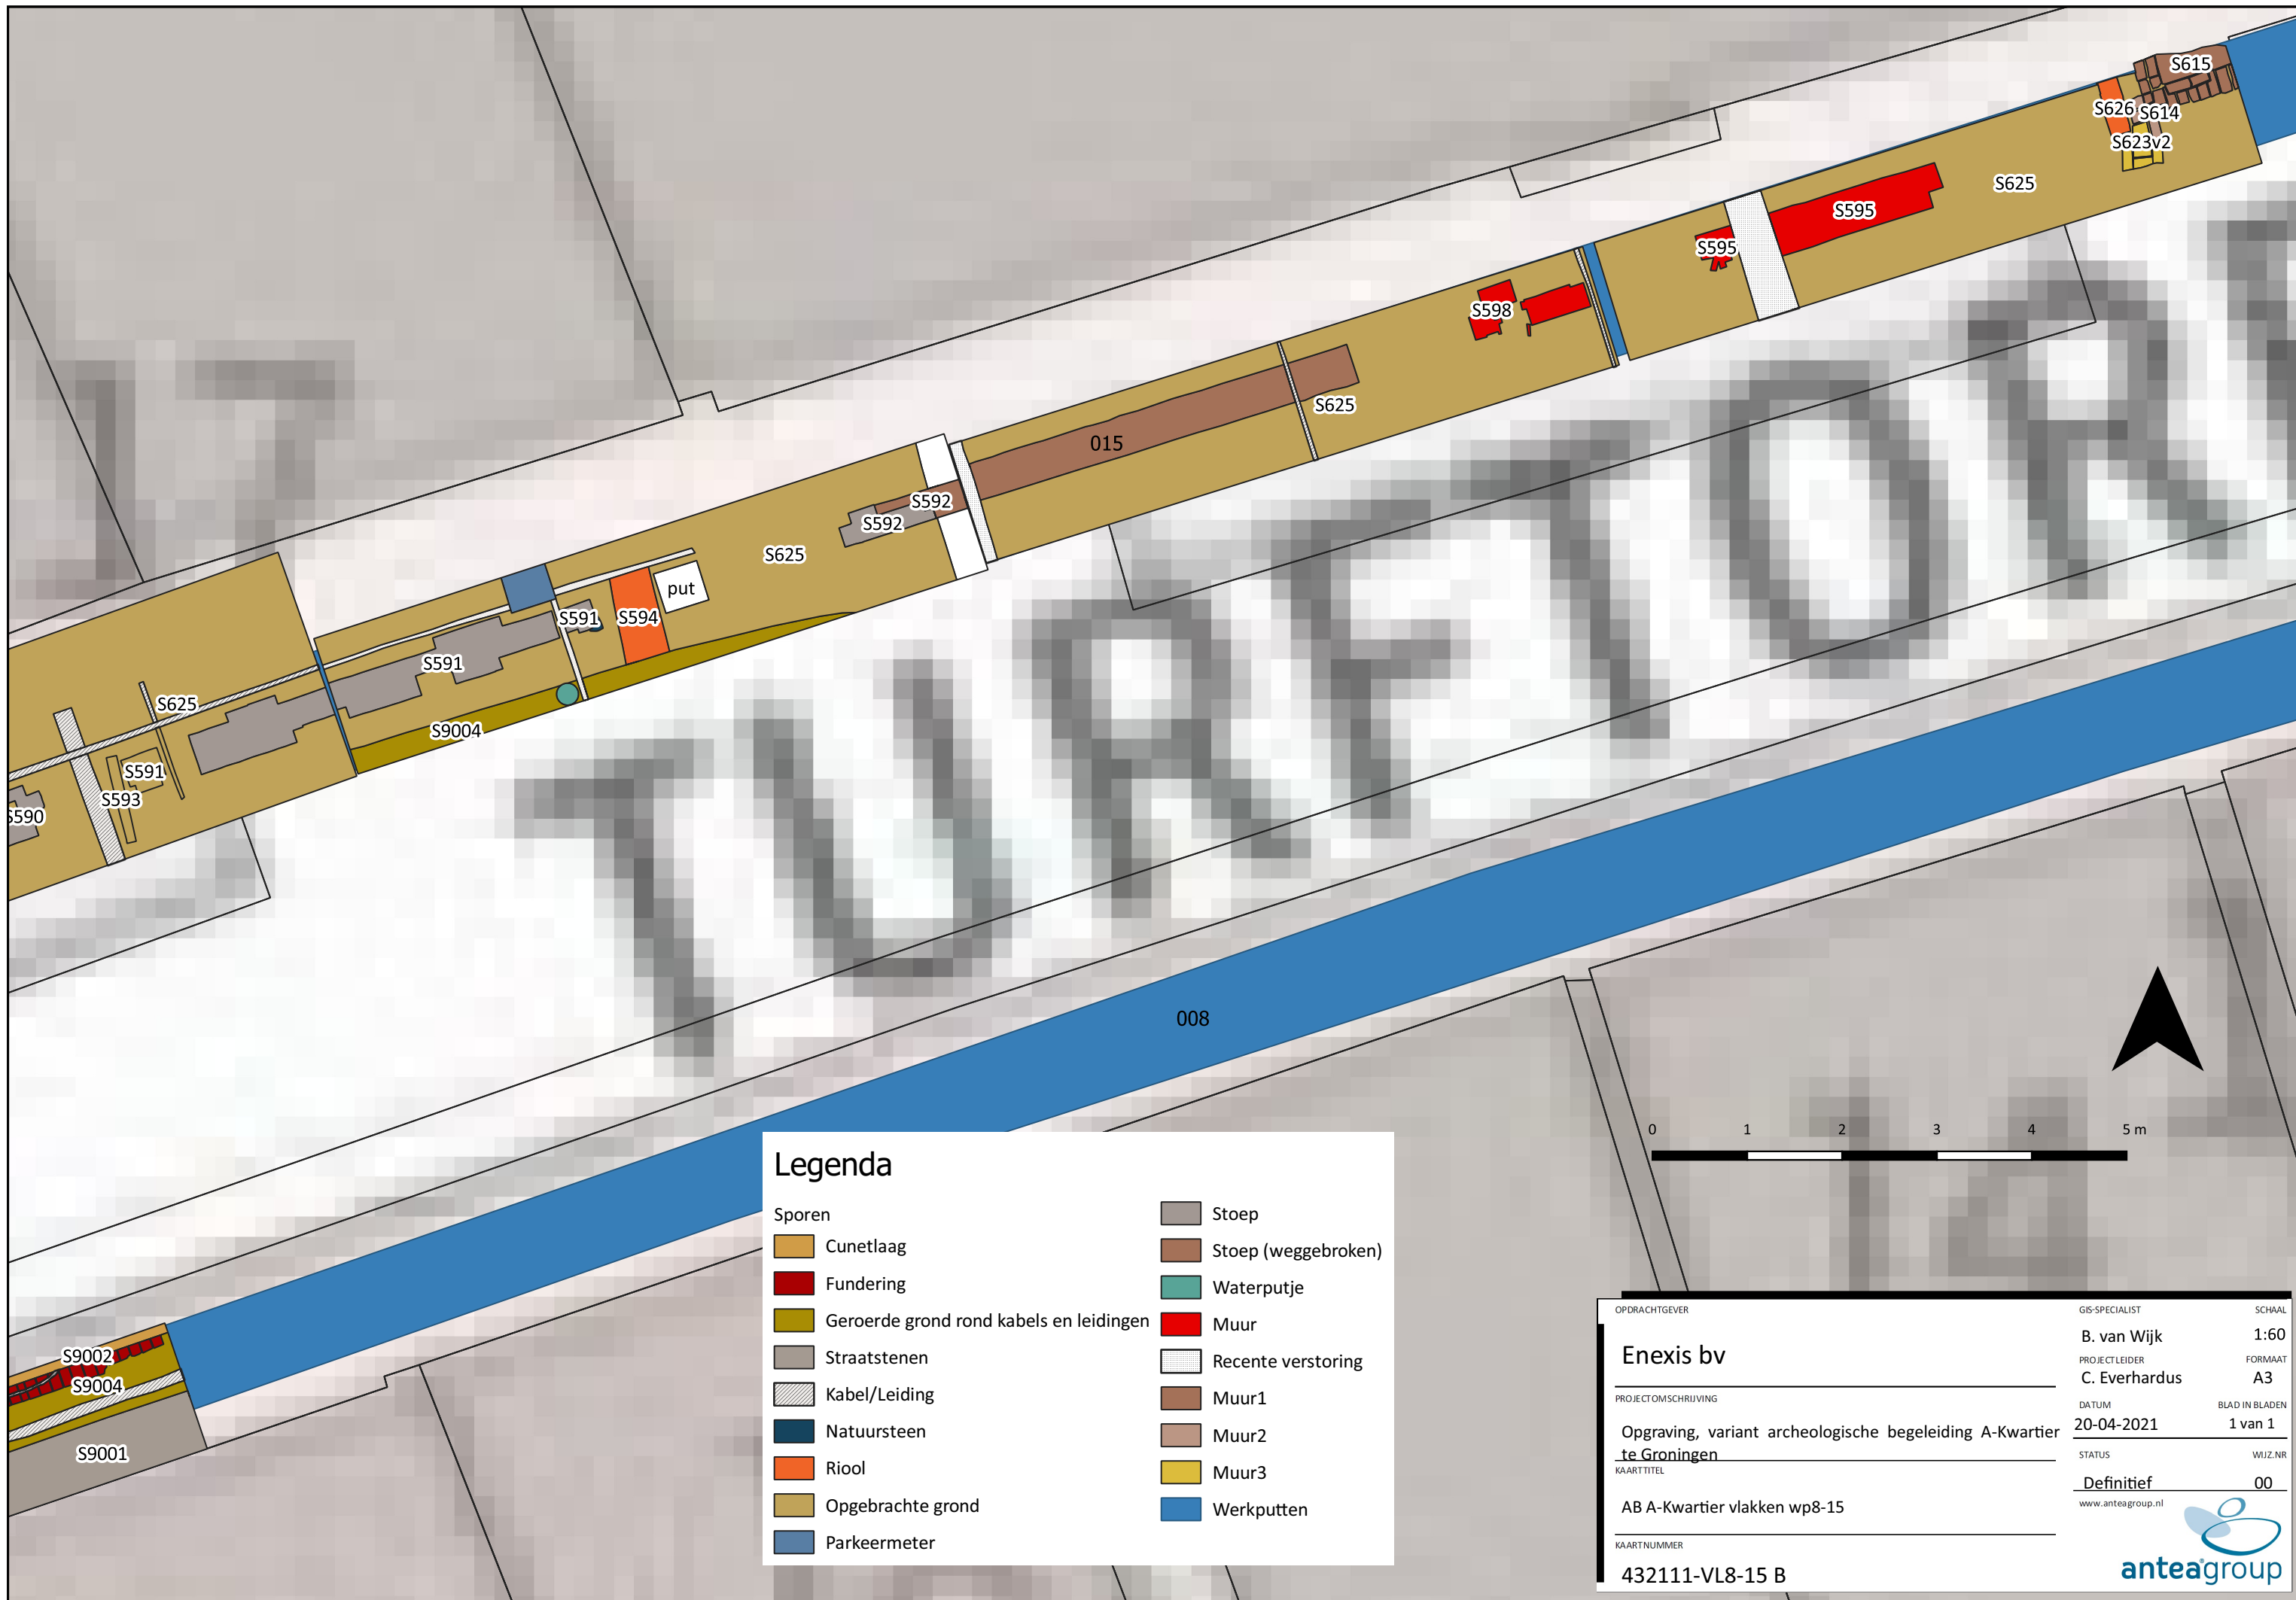 S615
S626
S614
S623v2
S625
S595
S595
S598
S625
015
S592
S592
S625
put
S591
S594
S591
S625
S9004
S591
S593
S590
17
TURFTOR
008
14
0 1 2 3 4 5 m
S9002
S9004
S9001
Legenda
Sporen
Cunetlaag
Fundering
Geroerde grond rond kabels en leidingen
Straatstenen
Kabel/Leiding
Natuursteen
Riool
Opgebrachte grond
Parkeermeter
Stoep
Stoep (weggebroken)
Waterputje
Muur
Recente verstoring
Muur1
Muur2
Muur3
Werkputten
OPDRACHTGEVER
Enexis bv
PROJECTOMSCHRIJVING
Opgraving, variant archeologische begeleiding A-Kwartier
te Groningen
KAARTTITEL
AB A-Kwartier vlakken wp8-15
KAARTNUMMER
432111-VL8-15 B
GIS-SPECIALIST SCHAAL
B. van Wijk 1:60
PROJECTLEIDER FORMAAT
C. Everhardus A3
DATUM BLAD IN BLADEN
20-04-2021 1 van 1
STATUS WIJZ.NR
Definitief 00
www.anteagroup.nl
anteagroup